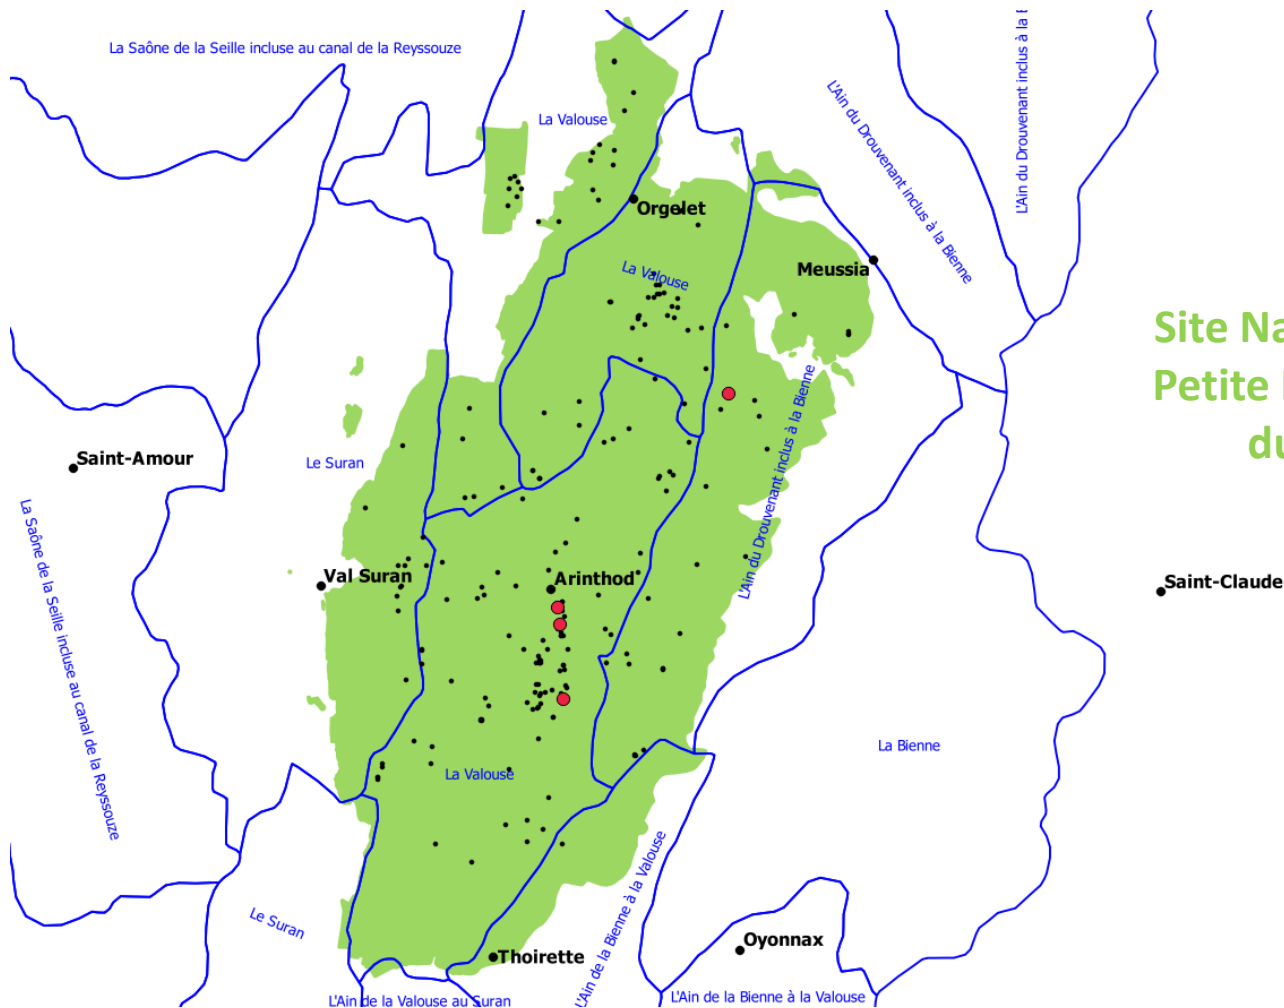 La Saône de la Seille incluse au canal de la Reyssouze
L'Ain du Drouvenant inclus à
L'Ain du Drouvenant inclus à la Bienne
La Valouse
Orgelet
Meussia
La Valouse
Site
Petite
du
Saint-Amour
Le Suran
L'Ain du Drouvenant inclus à la Bienne
La Saône de la Seille incluse au canal de la Reyssouze
Val Suran
Arinthod
Saint-Claude
La Bienne
La Valouse
L'Ain de la Bienne à la Valouse
Le Suran
Oyonnax
Thoirette
L'Ain de la Valouse au Suran
L'Ain de la Bienne à la Valouse